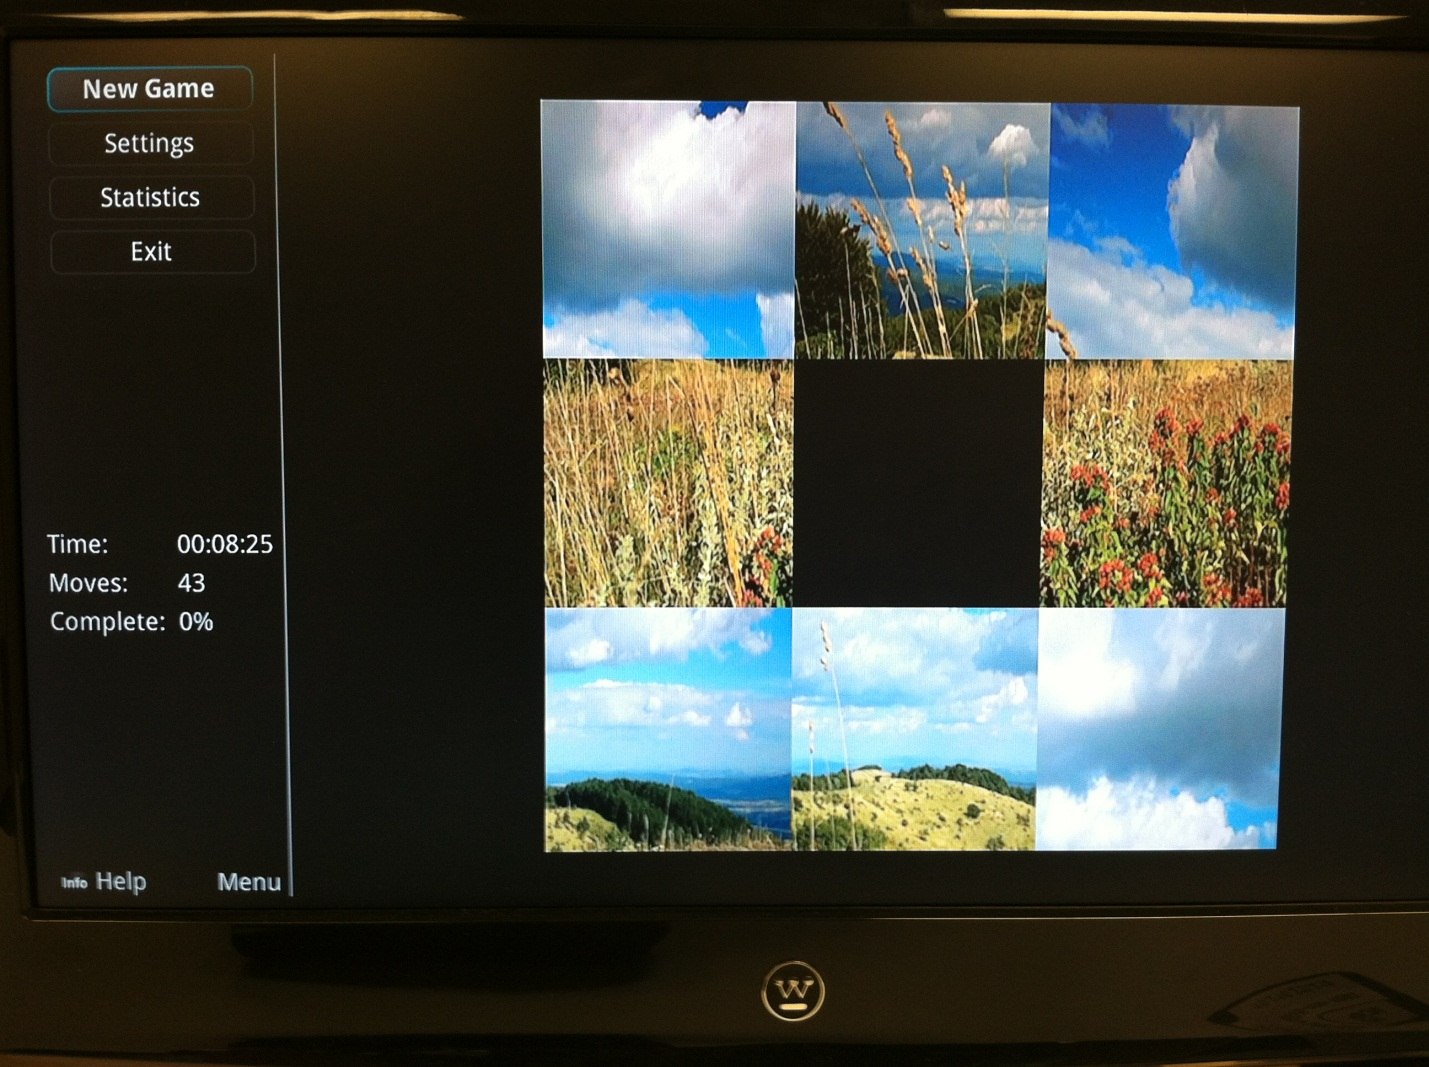 New Game
Settings
Statistics
Exit
Time: 00:08:25
Moves: 43
Complete: 0%
Info Help Menu
W